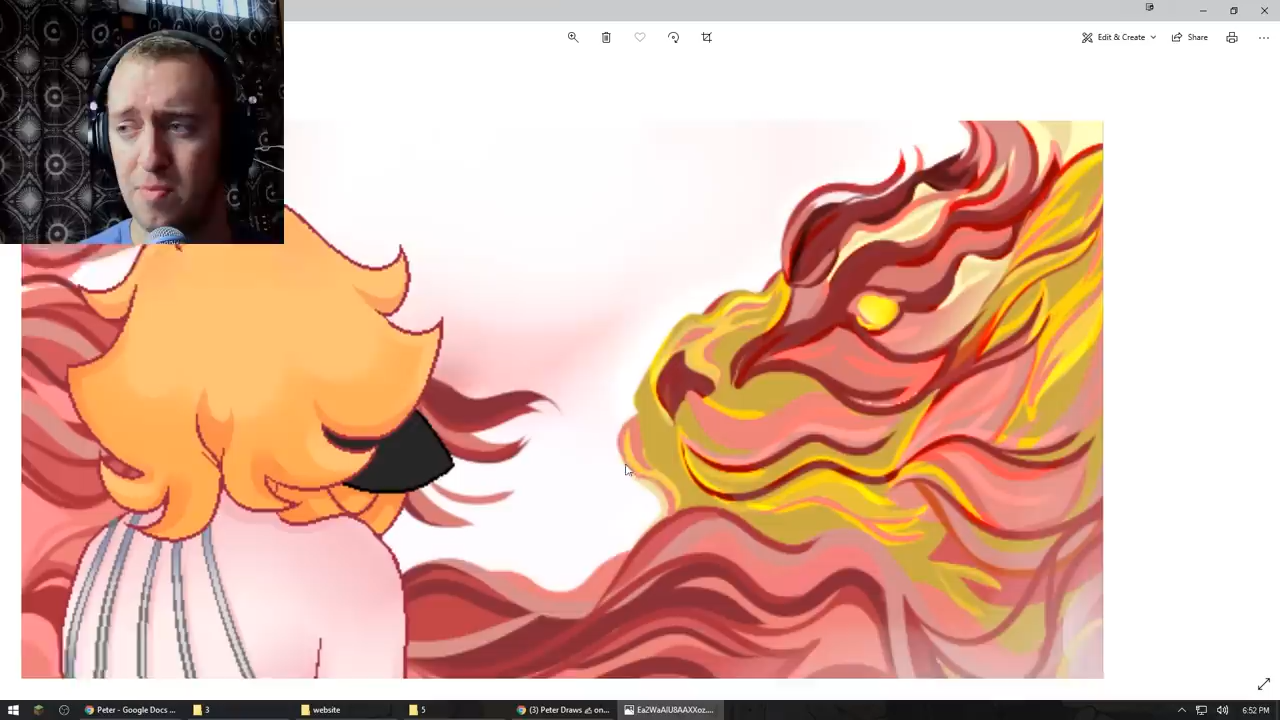 Edit & Create
Share
Peter - Google Docs ...
3
website
5
(3) Peter Draws ✍ on...
Ea2WaAIU8AAXXoz....
6:52 PM